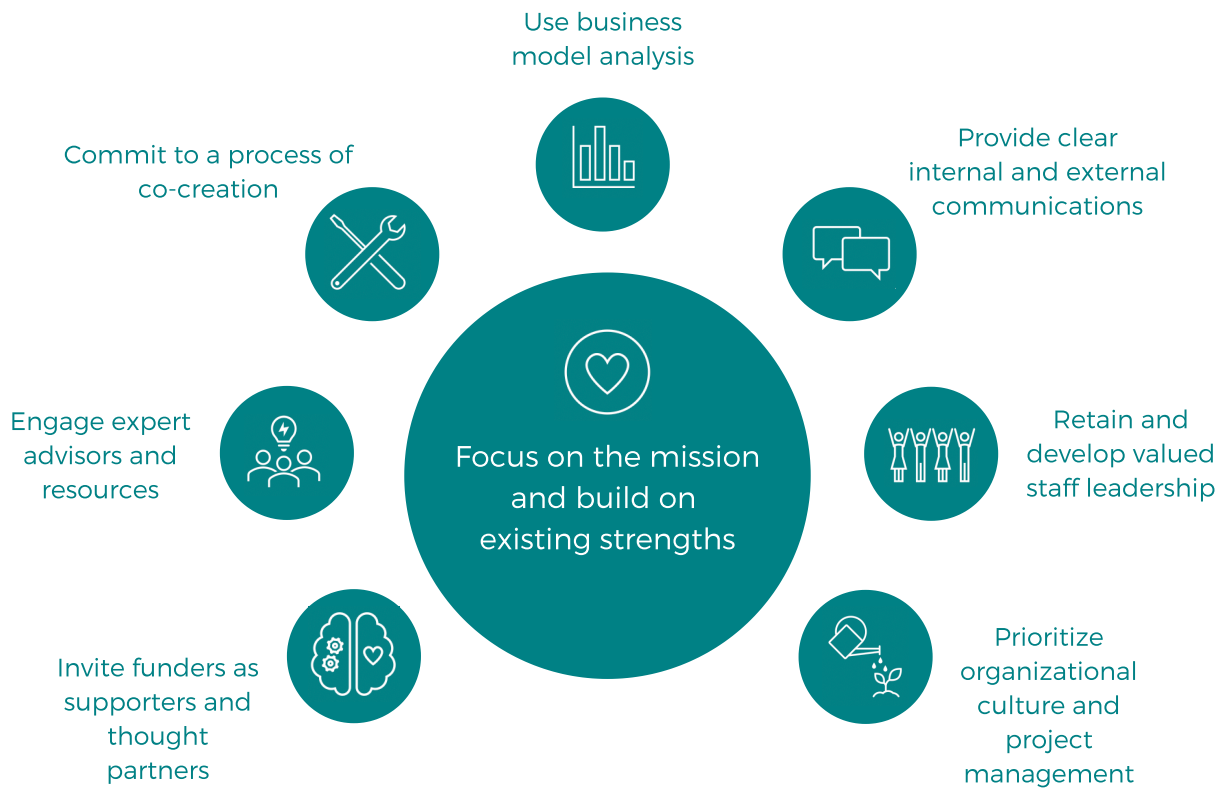 Use business
model analysis
Provide clear
internal and external
communications
Commit to a process of
co-creation
Retain and
develop valued
staff leadership
Engage expert
advisors and
resources
Focus on the mission
and build on
existing strengths
Prioritize
organizational
culture and
project
management
Invite funders as
supporters and
thought
partners